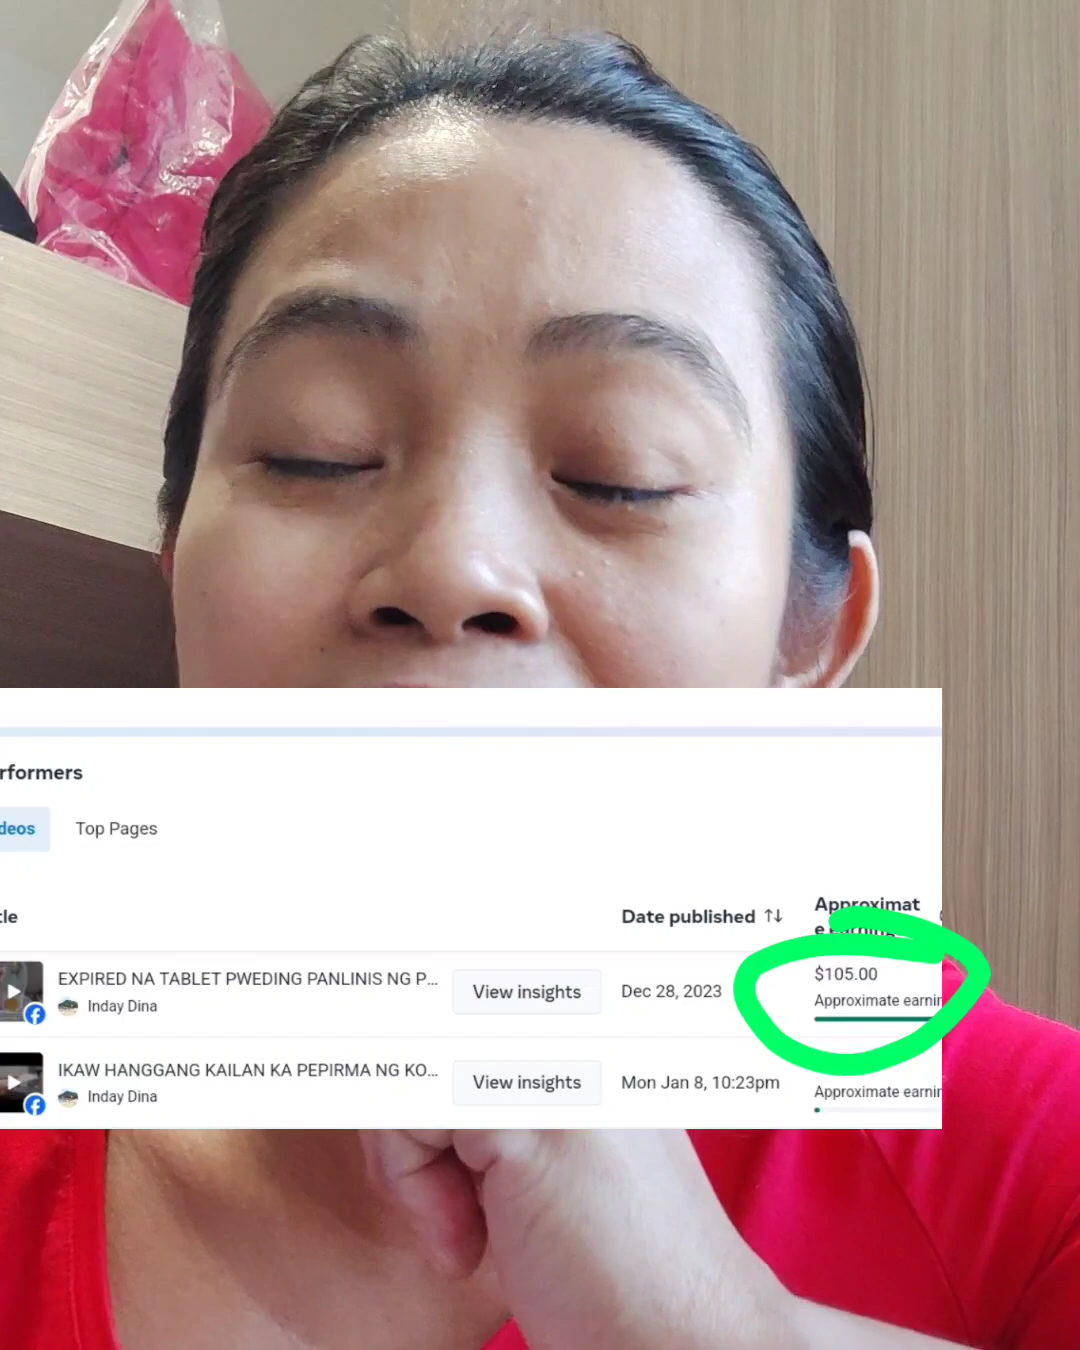 rformers
deos
Top Pages
tle
Date published
Approximat
e earning
EXPIRED NA TABLET PWEDING PANLINIS NG P...
Inday Dina
View insights
Dec 28, 2023
$105.00
Approximate earnin
IKAW HANGGANG KAILAN KA PEPIRMA NG KO...
Inday Dina
View insights
Mon Jan 8, 10:23pm
Approximate earnin